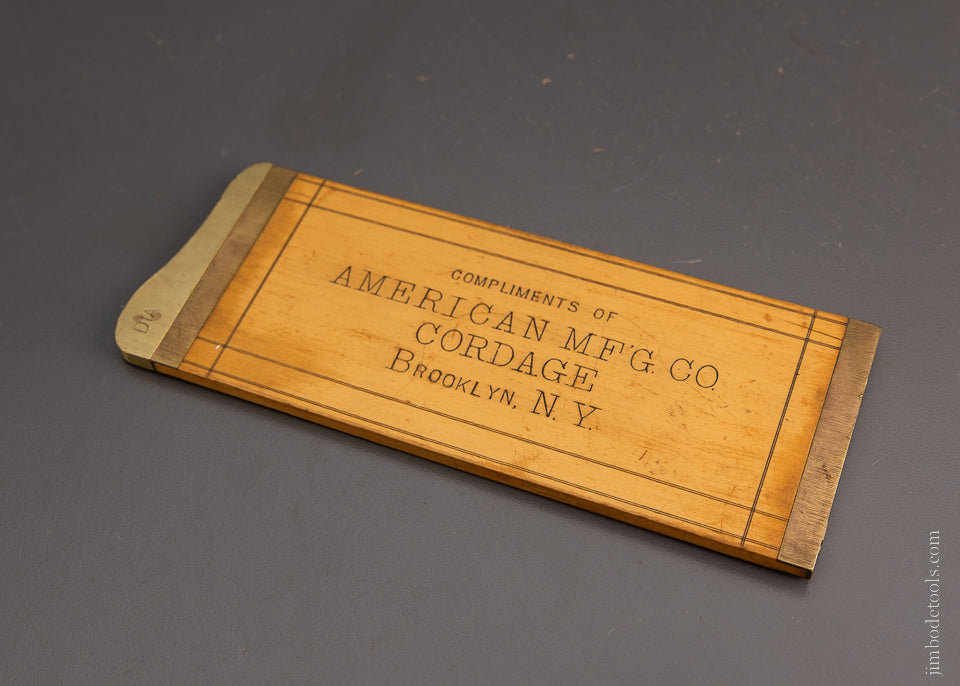 COMPLIMENTS OF
AMERICAN MF'G. CO.
CORDAGE
BROOKLYN, N. Y.
jimbodetools.com